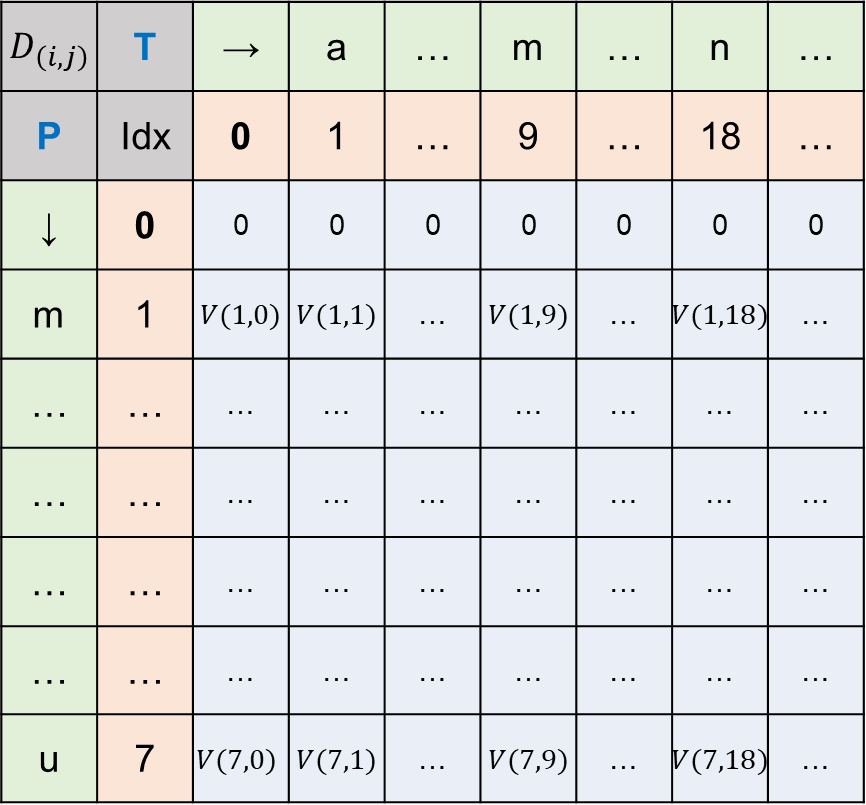 D(i,j) T → a … m … n …
P Idx 0 1 … 9 … 18 …
↓ 0 0 0 0 0 0 0 0
m 1 V(1,0) V(1,1) … V(1,9) … V(1,18) …
… … … … … … … … …
… … … … … … … … …
… … … … … … … … …
… … … … … … … … …
u 7 V(7,0) V(7,1) … V(7,9) … V(7,18) …